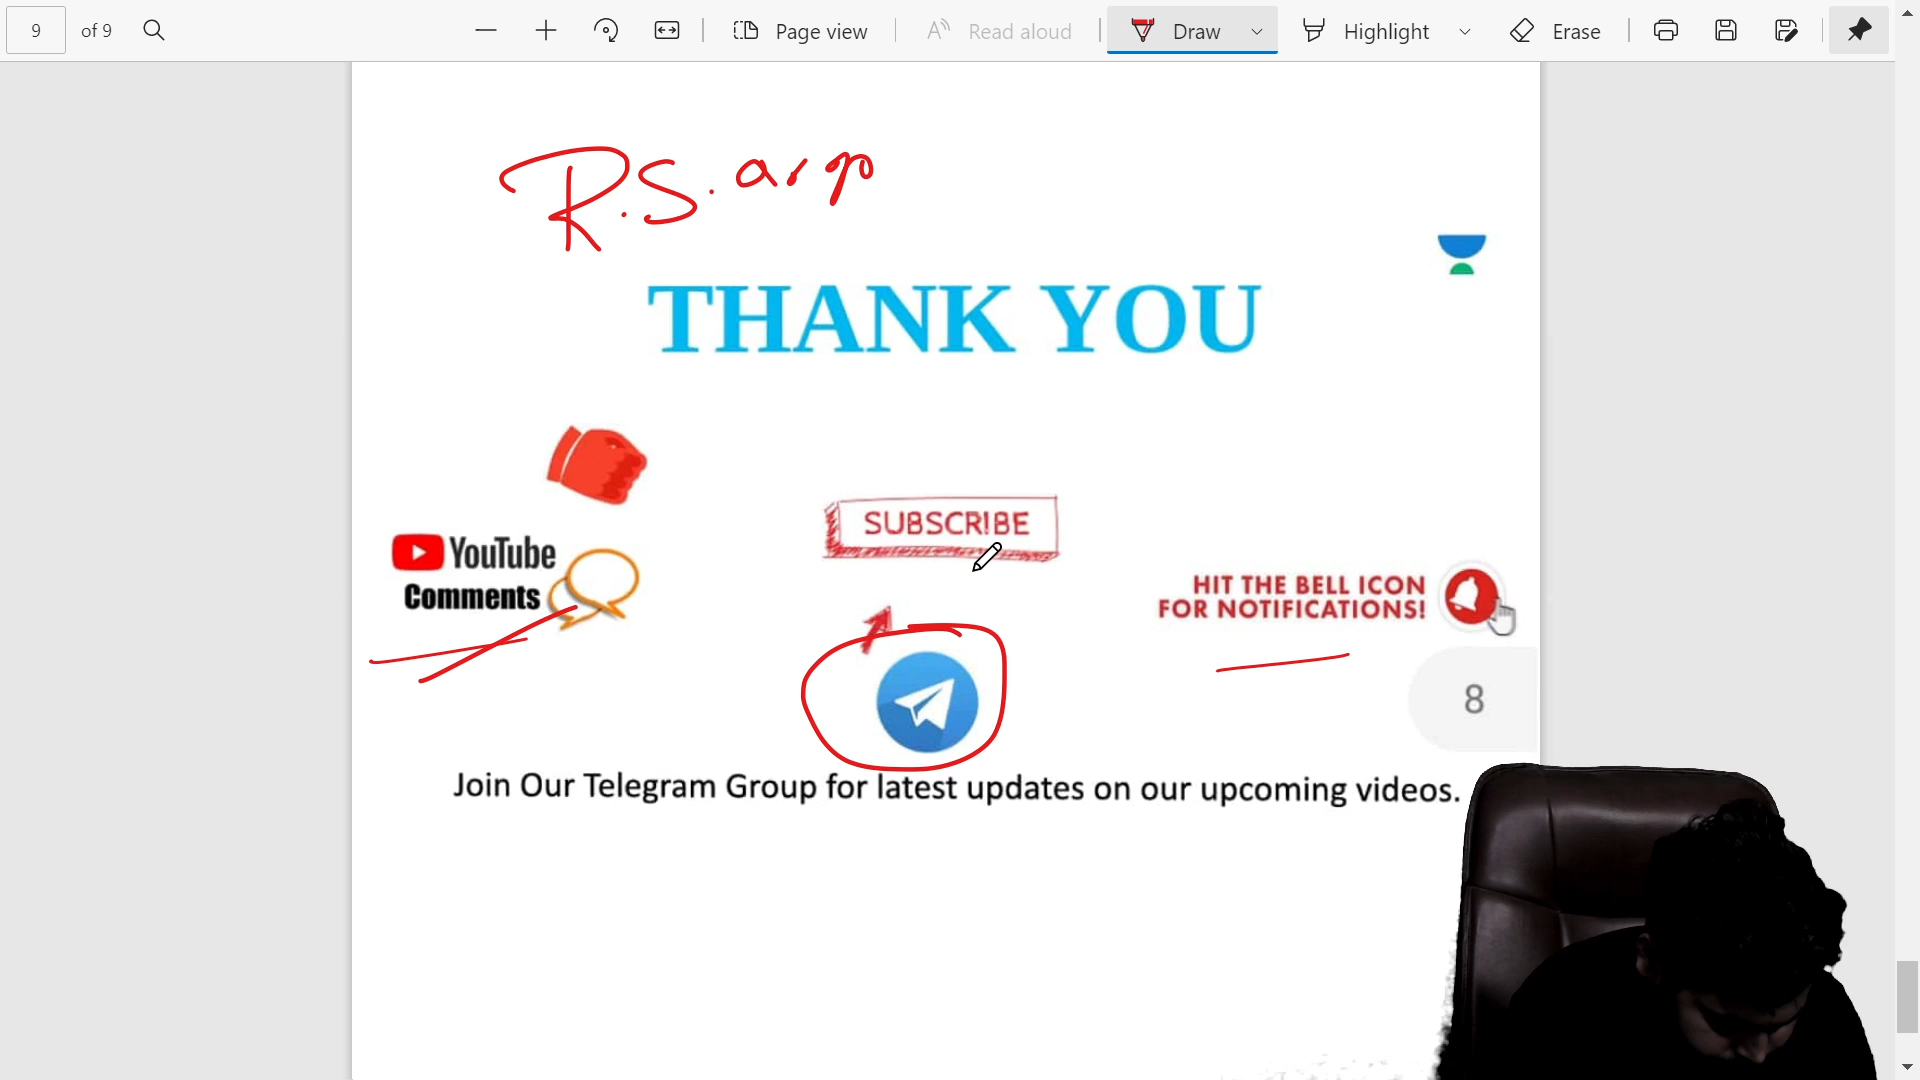 9 of 9 Page view Read aloud Draw Highlight Erase
R.S. argo
THANK YOU
SUBSCRIBE
YouTube
Comments
HIT THE BELL ICON
FOR NOTIFICATIONS!
8
Join Our Telegram Group for latest updates on our upcoming videos.